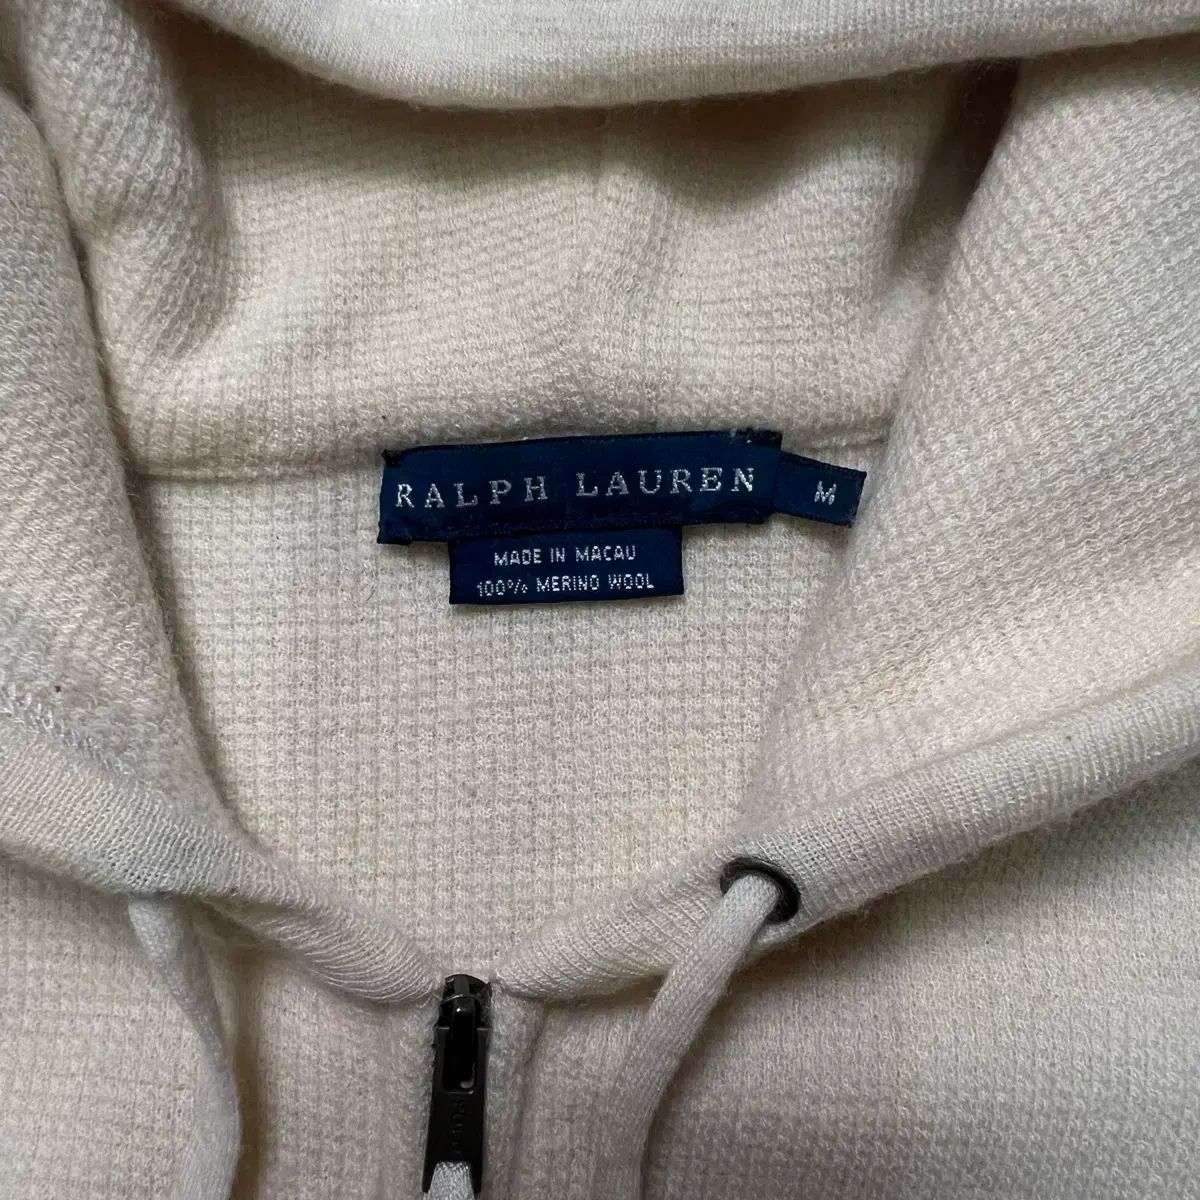 RALPH LAUREN
M
MADE IN MACAU
100% MERINO WOOL